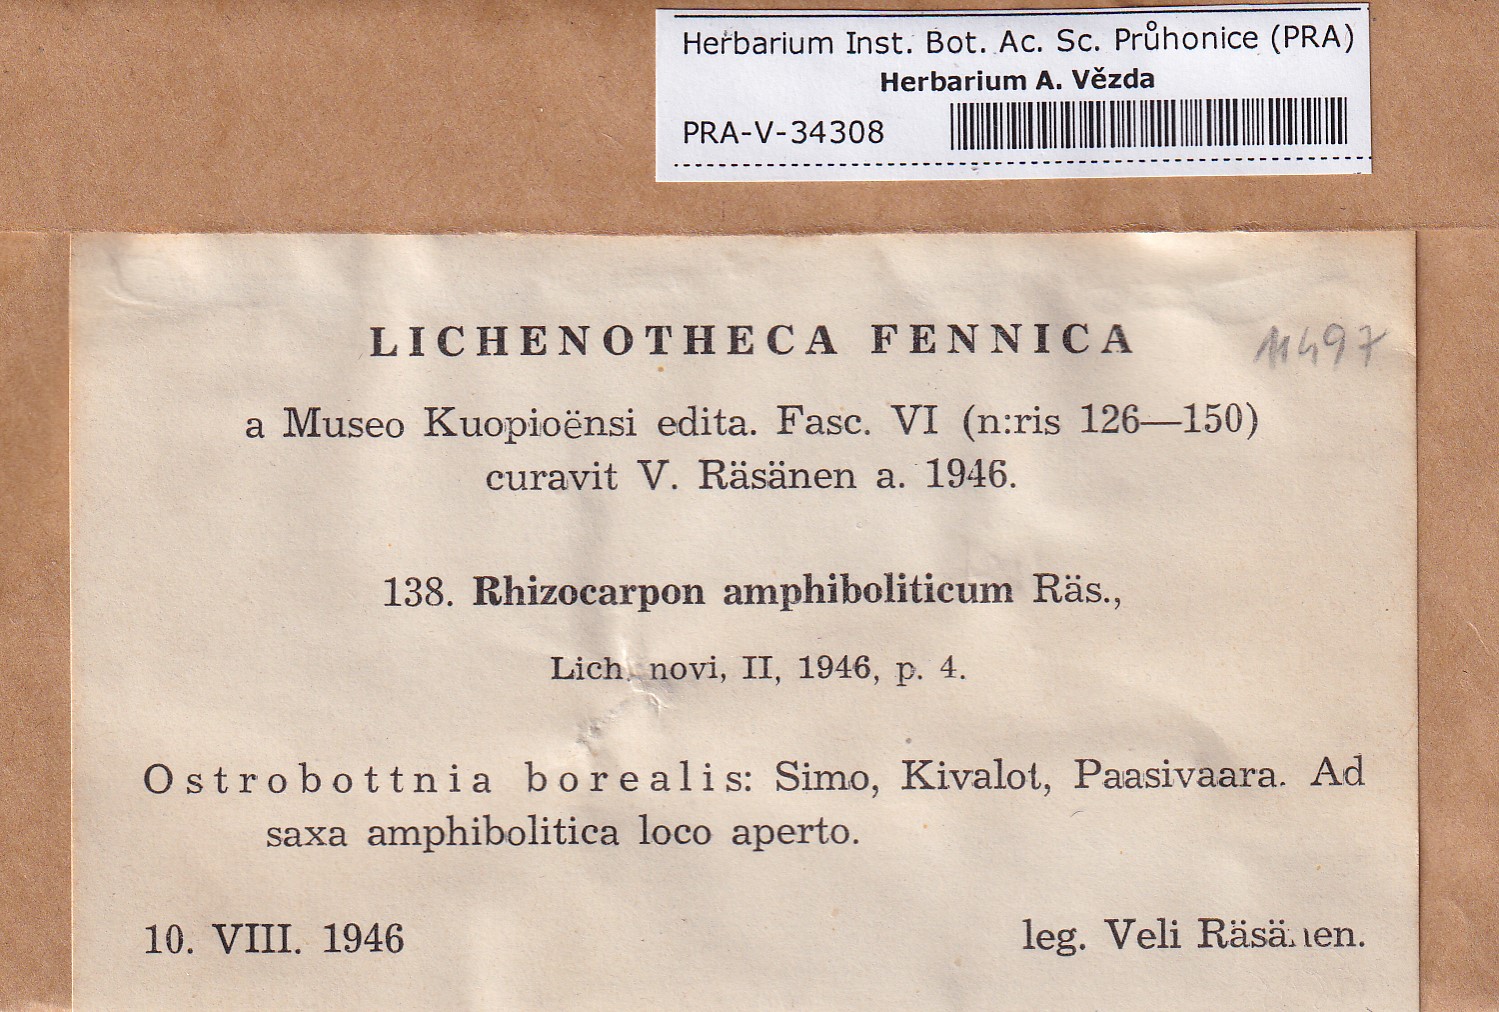 Herbarium Inst. Bot. Ac. Sc. Průhonice (PRA)
Herbarium A. Vězda
PRA-V-34308
LICHENOTHECA FENNICA
11497
a Museo Kuopioënsi edita. Fasc. VI (n:ris 126—150)
curavit V. Räsänen a. 1946.
138. Rhizocarpon amphiboliticum Räs.,
Lich. novi, II, 1946, p. 4.
Ostrobottnia borealis: Simo, Kivalot, Paasivaara. Ad
saxa amphibolitica loco aperto.
10. VIII. 1946 leg. Veli Räsänen.